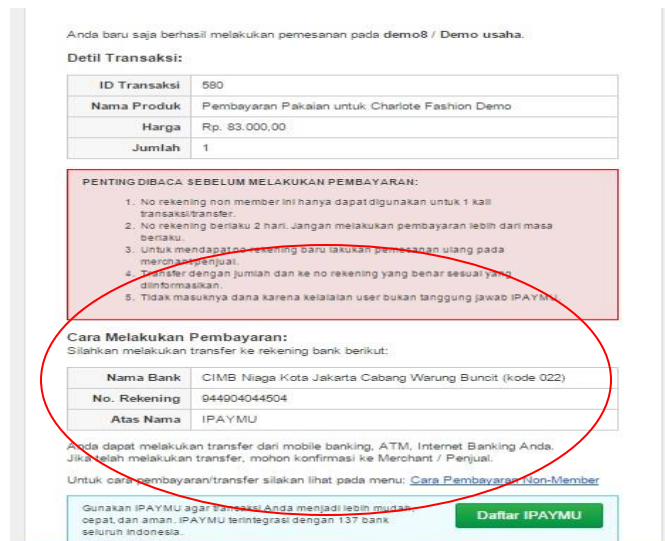 Anda baru saja berhasil melakukan pemesanan pada demo8 / Demo usaha.
Detil Transaksi:
ID Transaksi 580
Nama Produk Pembayaran Pakaian untuk Charlote Fashion Demo
Harga Rp. 83.000,00
Jumlah 1
PENTING DIBACA SEBELUM MELAKUKAN PEMBAYARAN:
1. No rekening non member ini hanya dapat digunakan untuk 1 kali
transaksi/transfer.
2. No rekening berlaku 2 hari. Jangan melakukan pembayaran lebih dari masa
berlaku.
3. Untuk mendapat no rekening baru lakukan pemesanan ulang pada
merchant/penjual.
4. Transfer dengan jumlah dan ke no rekening yang benar sesuai yang
diinformasikan.
5. Tidak masuknya dana karena kelalaian user bukan tanggung jawab IPAYMU.
Cara Melakukan Pembayaran:
Silahkan melakukan transfer ke rekening bank berikut:
Nama Bank CIMB Niaga Kota Jakarta Cabang Warung Buncit (kode 022)
No. Rekening 944904044504
Atas Nama IPAYMU
Anda dapat melakukan transfer dari mobile banking, ATM, Internet Banking Anda.
Jika telah melakukan transfer, mohon konfirmasi ke Merchant / Penjual.
Untuk cara pembayaran/transfer silakan lihat pada menu: Cara Pembayaran Non-Member
Gunakan IPAYMU agar transaksi Anda menjadi lebih mudah,
cepat, dan aman. IPAYMU terintegrasi dengan 137 bank
seluruh Indonesia.
Daftar IPAYMU